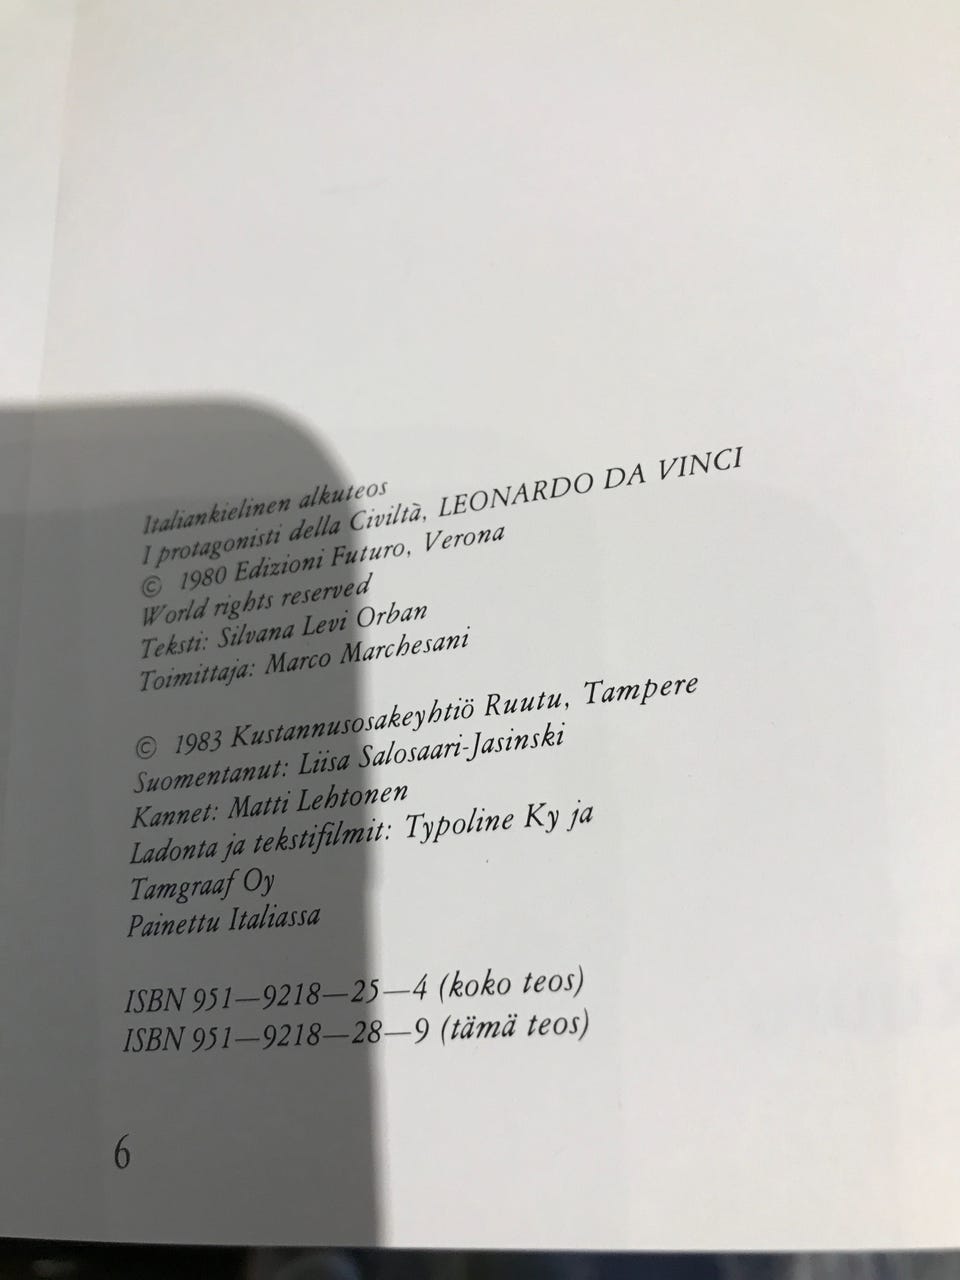 Italiankielinen alkuteos
I protagonisti della Civiltà, LEONARDO DA VINCI
© 1980 Edizioni Futuro, Verona
World rights reserved
Teksti: Silvana Levi Orban
Toimittaja: Marco Marchesani
© 1983 Kustannusosakeyhtiö Ruutu, Tampere
Suomentanut: Liisa Salosaari-Jasinski
Kannet: Matti Lehtonen
Ladonta ja tekstifilmit: Typoline Ky ja
Tamgraaf Oy
Painettu Italiassa
ISBN 951—9218—25—4 (koko teos)
ISBN 951—9218—28—9 (tämä teos)
6